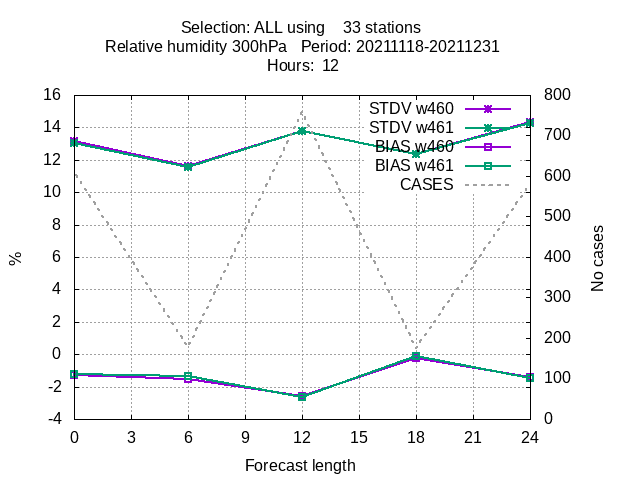 Selection: ALL using    33 stations
Relative humidity 300hPa   Period: 20211118-20211231
Hours:  12
STDV w460
STDV w461
BIAS w460
BIAS w461
CASES
16
14
12
10
8
6
4
2
0
-2
-4
%
800
700
600
500
400
300
200
100
0
No cases
0 3 6 9 12 15 18 21 24
Forecast length